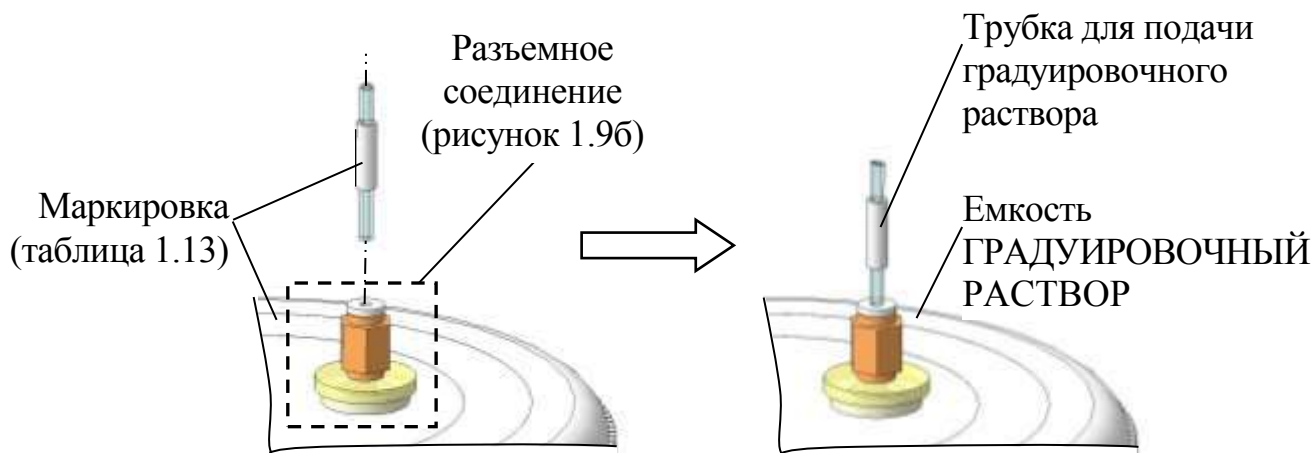 Разъемное
соединение
(рисунок 1.9б)
Маркировка
(таблица 1.13)
Трубка для подачи
градуировочного
раствора
Емкость
ГРАДУИРОВОЧНЫЙ
РАСТВОР